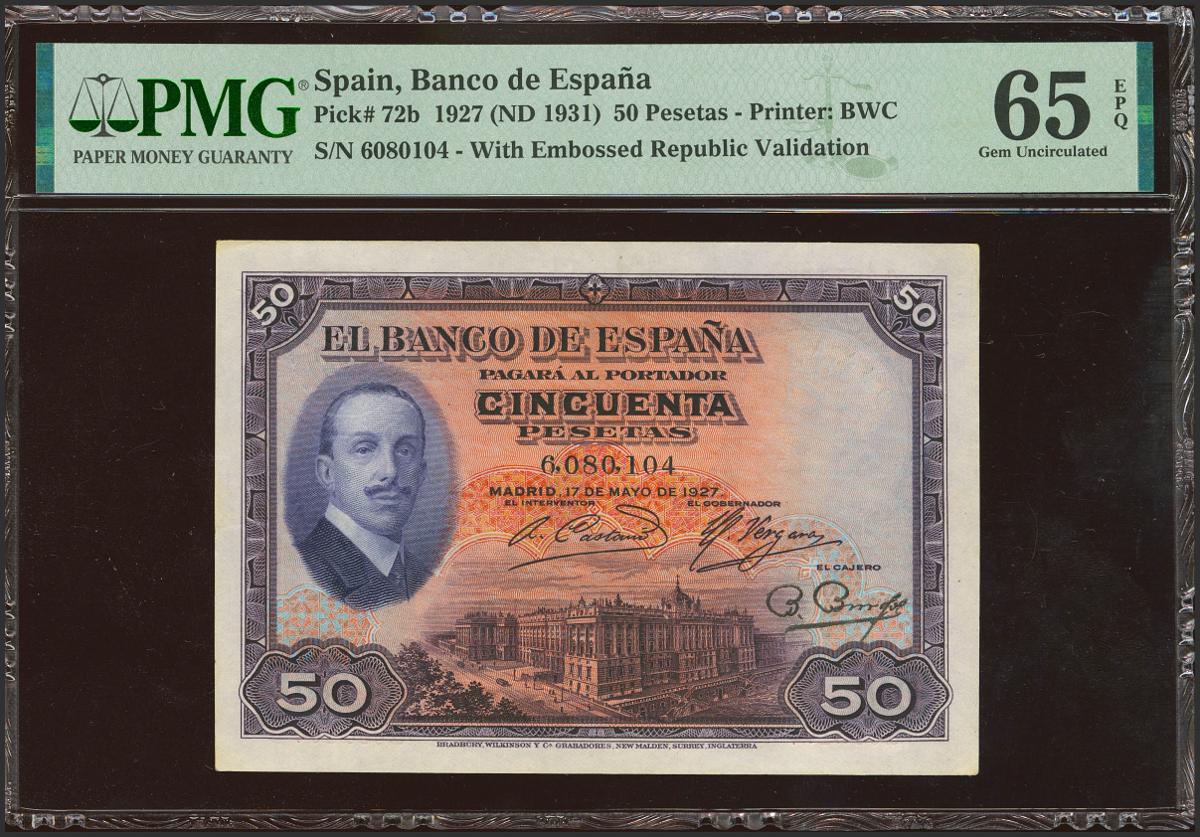 PMG®
PAPER MONEY GUARANTY
Spain, Banco de España
Pick# 72b 1927 (ND 1931) 50 Pesetas - Printer: BWC
S/N 6080104 - With Embossed Republic Validation
65
EPQ
Gem Uncirculated
50
50
EL BANCO DE ESPAÑA
PAGARÁ AL PORTADOR
CINCUENTA
PESETAS
6,080,104
MADRID, 17 DE MAYO DE 1927.
EL INTERVENTOR
EL GOBERNADOR
A. Castaño
EL CAJERO
50
50
BRADBURY, WILKINSON Y Cª. GRABADORES, NEW MALDEN, SURREY, INGLATERRA